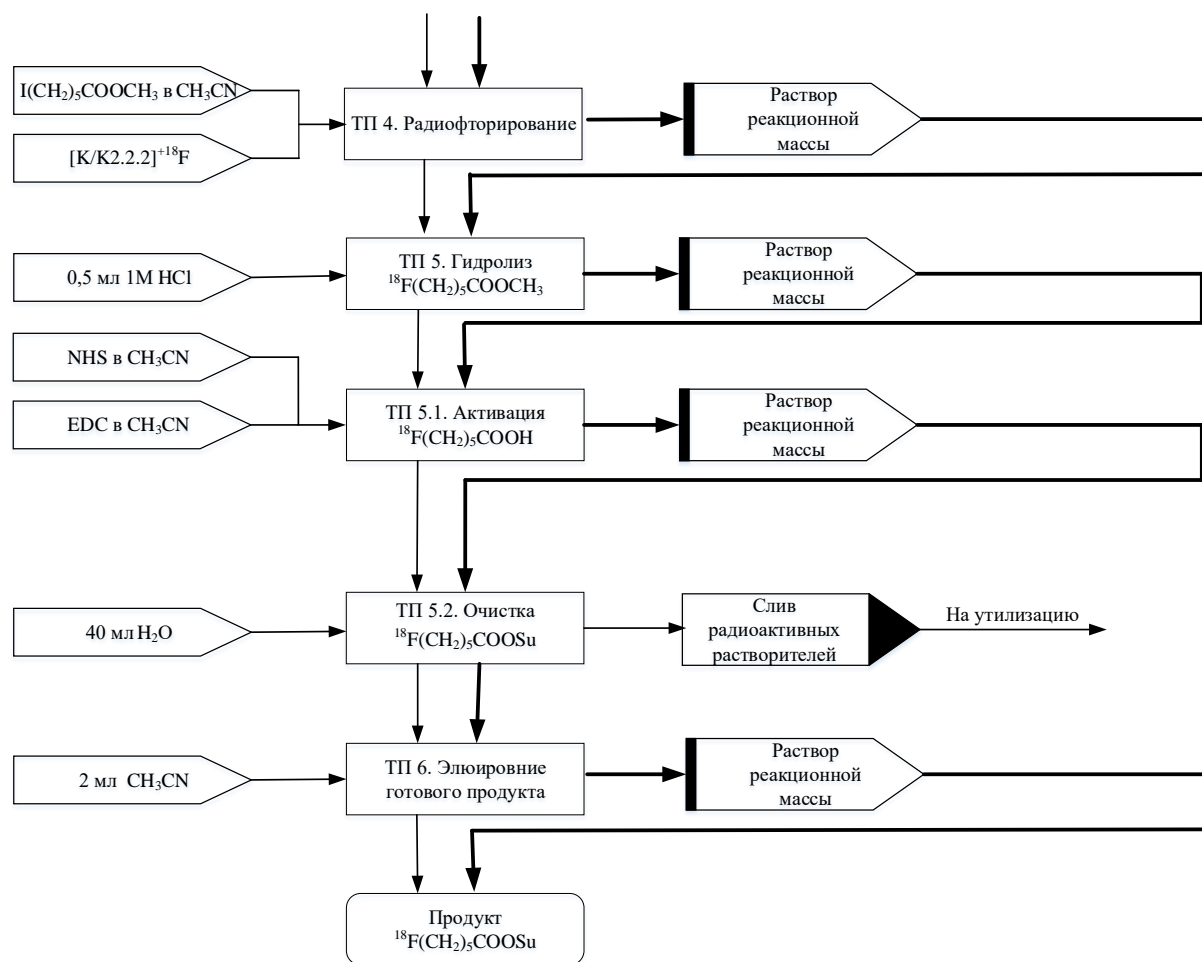 I(CH₂)₅COOCH₃ в CH₃CN
[K/K2.2.2]⁺¹⁸F
ТП 4. Радиофторирование
Раствор
реакционной
массы
0,5 мл 1М HCl
ТП 5. Гидролиз
¹⁸F(CH₂)₅COOCH₃
Раствор
реакционной
массы
NHS в CH₃CN
EDC в CH₃CN
ТП 5.1. Активация
¹⁸F(CH₂)₅COOH
Раствор
реакционной
массы
40 мл H₂O
ТП 5.2. Очистка
¹⁸F(CH₂)₅COOSu
Слив
радиоактивных
растворителей
На утилизацию
2 мл CH₃CN
ТП 6. Элюировние
готового продукта
Раствор
реакционной
массы
Продукт
¹⁸F(CH₂)₅COOSu